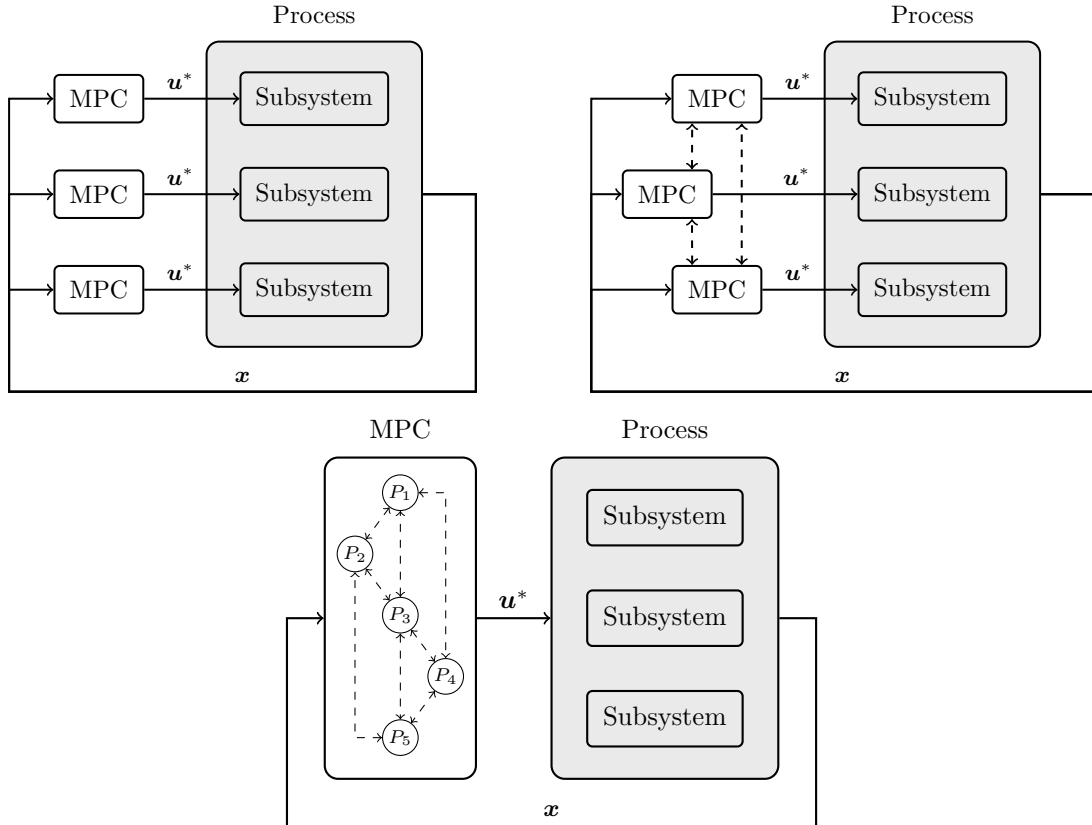 Process
MPC
u*
Subsystem
MPC
u*
Subsystem
MPC
u*
Subsystem
x
Process
MPC
u*
Subsystem
MPC
u*
Subsystem
MPC
u*
Subsystem
x
MPC
Process
P1
P2
P3
P4
P5
u*
Subsystem
Subsystem
Subsystem
x